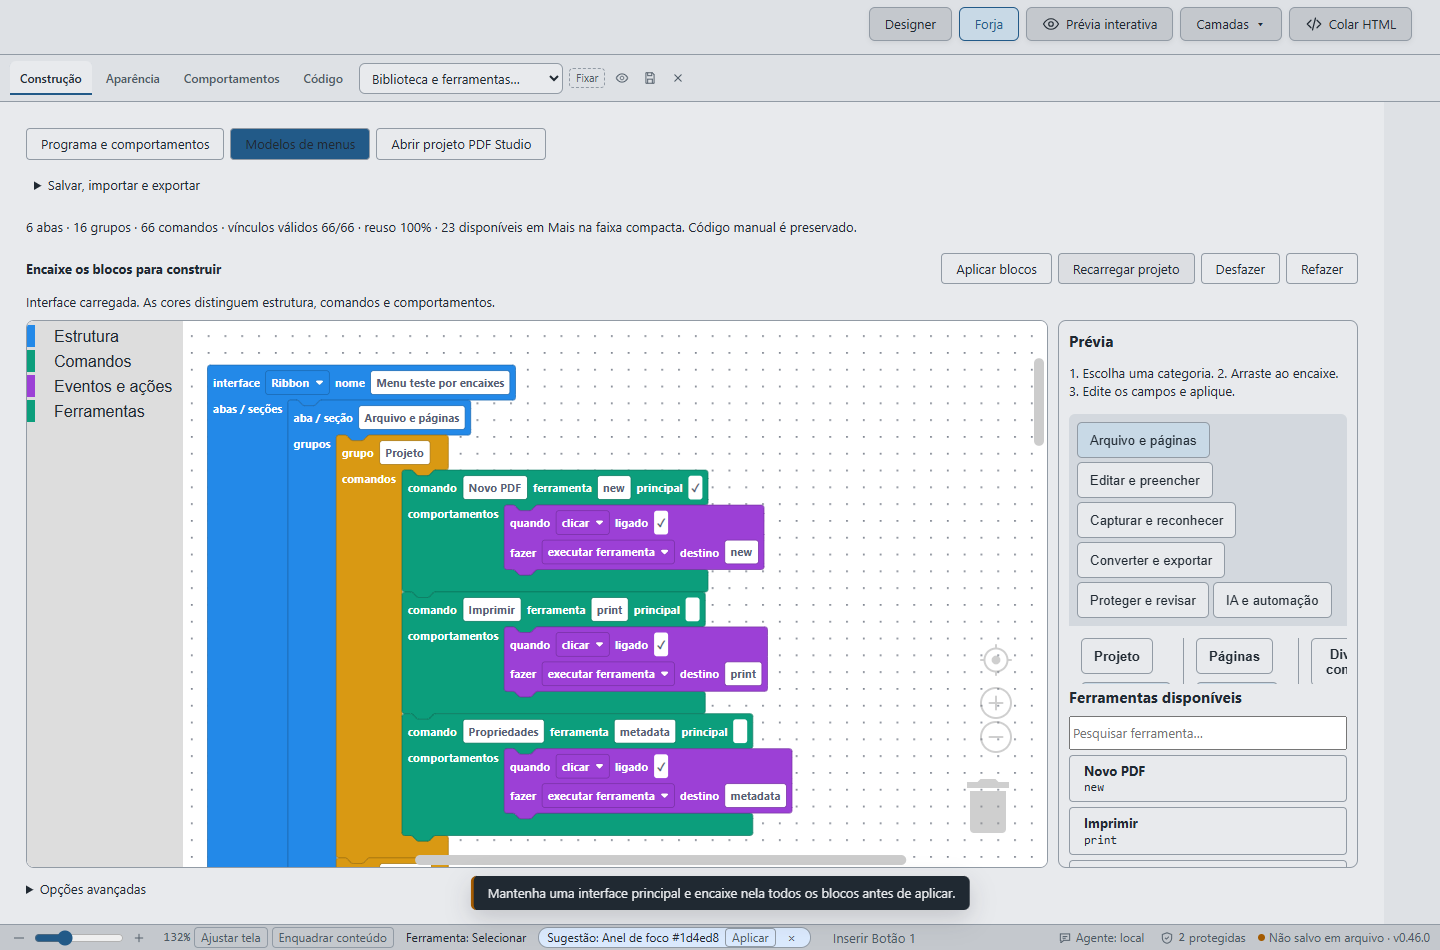 Designer Forja Prévia interativa Camadas Colar HTML
Construção Aparência Comportamentos Código Biblioteca e ferramentas... Fixar
Programa e comportamentos Modelos de menus Abrir projeto PDF Studio
Salvar, importar e exportar
6 abas · 16 grupos · 66 comandos · vínculos válidos 66/66 · reuso 100% · 23 disponíveis em Mais na faixa compacta. Código manual é preservado.
Encaixe os blocos para construir Aplicar blocos Recarregar projeto Desfazer Refazer
Interface carregada. As cores distinguem estrutura, comandos e comportamentos.
Estrutura
Comandos
Eventos e ações
Ferramentas
interface Ribbon nome Menu teste por encaixes
abas / seções aba / seção Arquivo e páginas
grupos grupo Projeto
comandos comando Novo PDF ferramenta new principal ✓
comportamentos quando clicar ligado ✓
fazer executar ferramenta destino new
comando Imprimir ferramenta print principal
comportamentos quando clicar ligado ✓
fazer executar ferramenta destino print
comando Propriedades ferramenta metadata principal
comportamentos quando clicar ligado ✓
fazer executar ferramenta destino metadata
Prévia
1. Escolha uma categoria. 2. Arraste ao encaixe.
3. Edite os campos e aplique.
Arquivo e páginas
Editar e preencher
Capturar e reconhecer
Converter e exportar
Proteger e revisar IA e automação
Projeto Páginas
Ferramentas disponíveis
Pesquisar ferramenta...
Novo PDF
new
Imprimir
print
Opções avançadas
Mantenha uma interface principal e encaixe nela todos os blocos antes de aplicar.
132% Ajustar tela Enquadrar conteúdo Ferramenta: Selecionar Sugestão: Anel de foco #1d4ed8 Aplicar × Inserir Botão 1 Agente: local 2 protegidas Não salvo em arquivo · v0.46.0